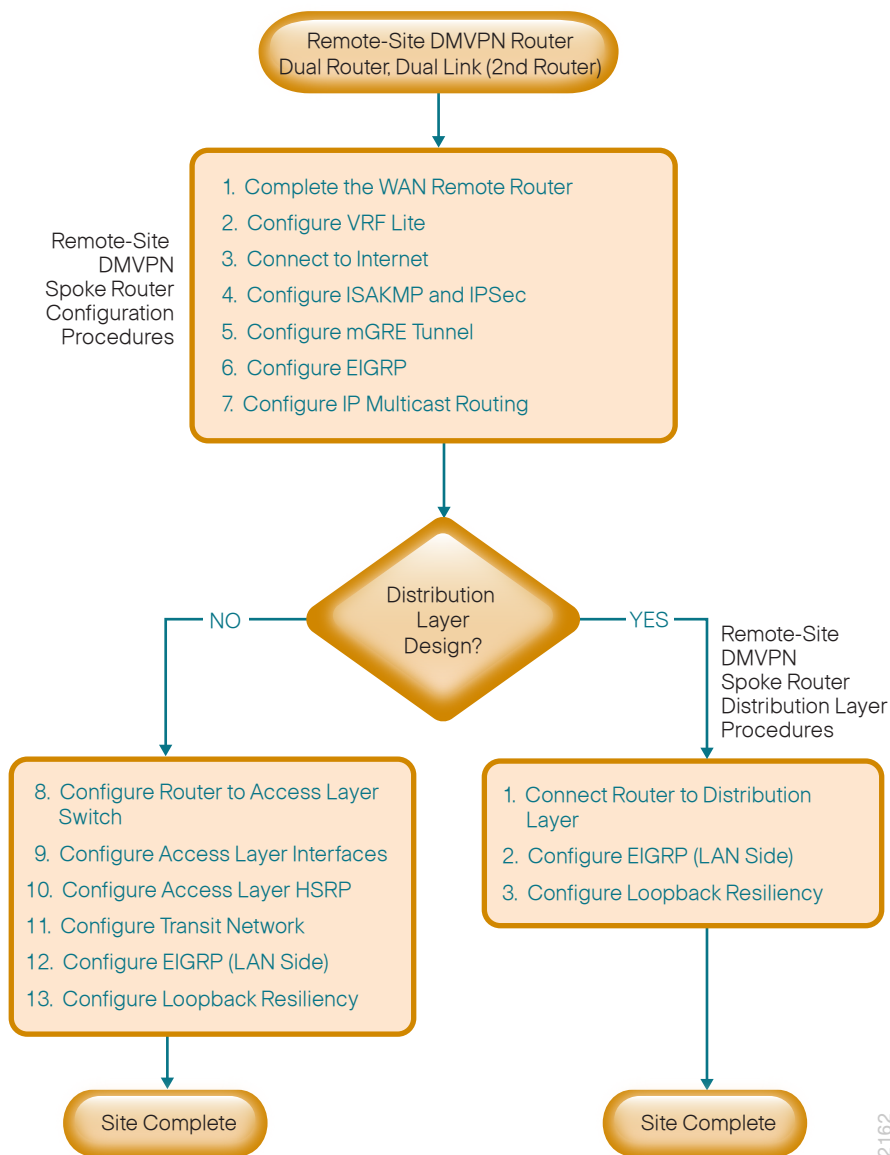 Remote-Site DMVPN Router
Dual Router, Dual Link (2nd Router)
Remote-Site
DMVPN
Spoke Router
Configuration
Procedures
1. Complete the WAN Remote Router
2. Configure VRF Lite
3. Connect to Internet
4. Configure ISAKMP and IPSec
5. Configure mGRE Tunnel
6. Configure EIGRP
7. Configure IP Multicast Routing
Distribution
Layer
Design?
NO
YES
Remote-Site
DMVPN
Spoke Router
Distribution Layer
Procedures
8. Configure Router to Access Layer
Switch
9. Configure Access Layer Interfaces
10. Configure Access Layer HSRP
11. Configure Transit Network
12. Configure EIGRP (LAN Side)
13. Configure Loopback Resiliency
1. Connect Router to Distribution
Layer
2. Configure EIGRP (LAN Side)
3. Configure Loopback Resiliency
Site Complete
Site Complete
2162